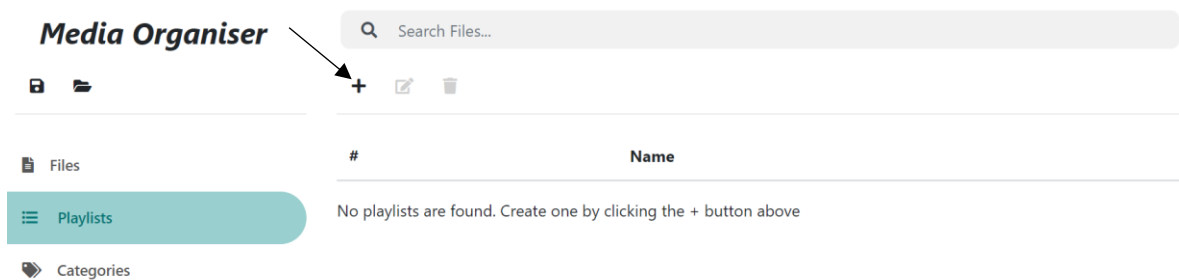 Media Organiser
Search Files...
Files
Playlists
Categories
# Name
No playlists are found. Create one by clicking the + button above